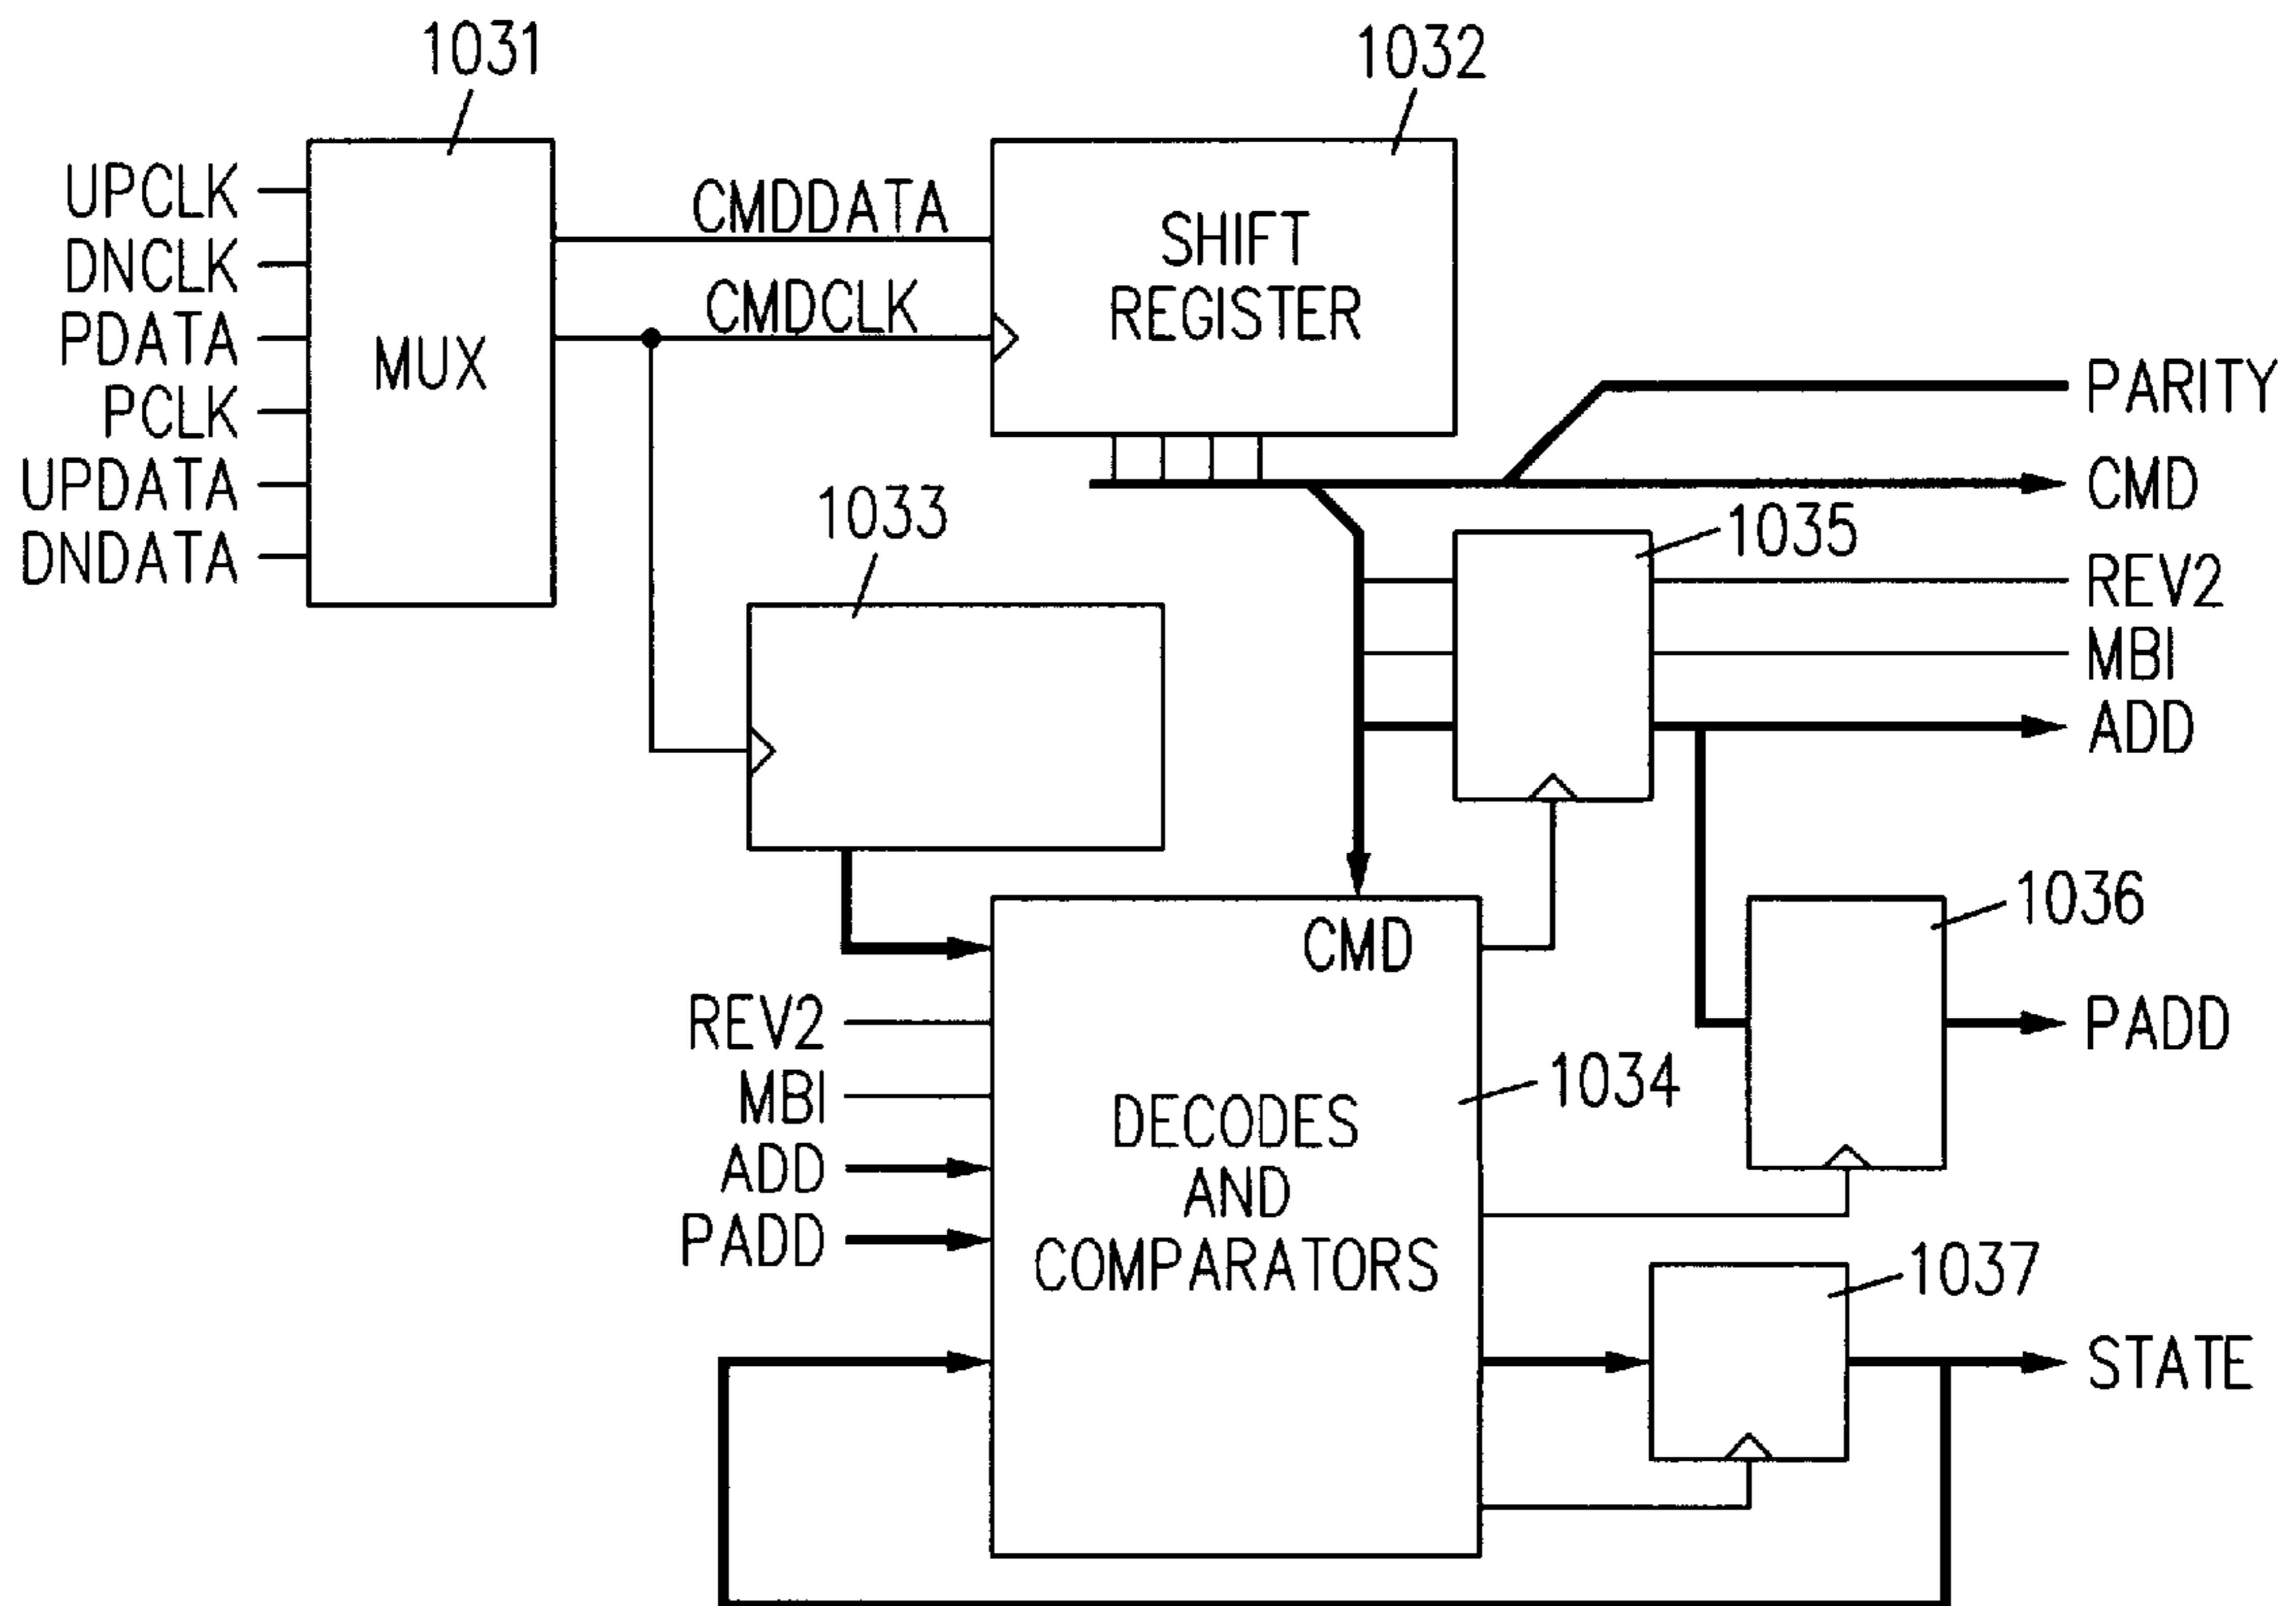 1031
1032
UPCLK
DNCLK
PDATA
PCLK
UPDATA
DNDATA
MUX
CMDDATA
CMDCLK
SHIFT
REGISTER
PARITY
CMD
1033
1035
REV2
MBI
ADD
1036
PADD
CMD
REV2
MBI
ADD
PADD
DECODES
AND
COMPARATORS
1034
1037
STATE